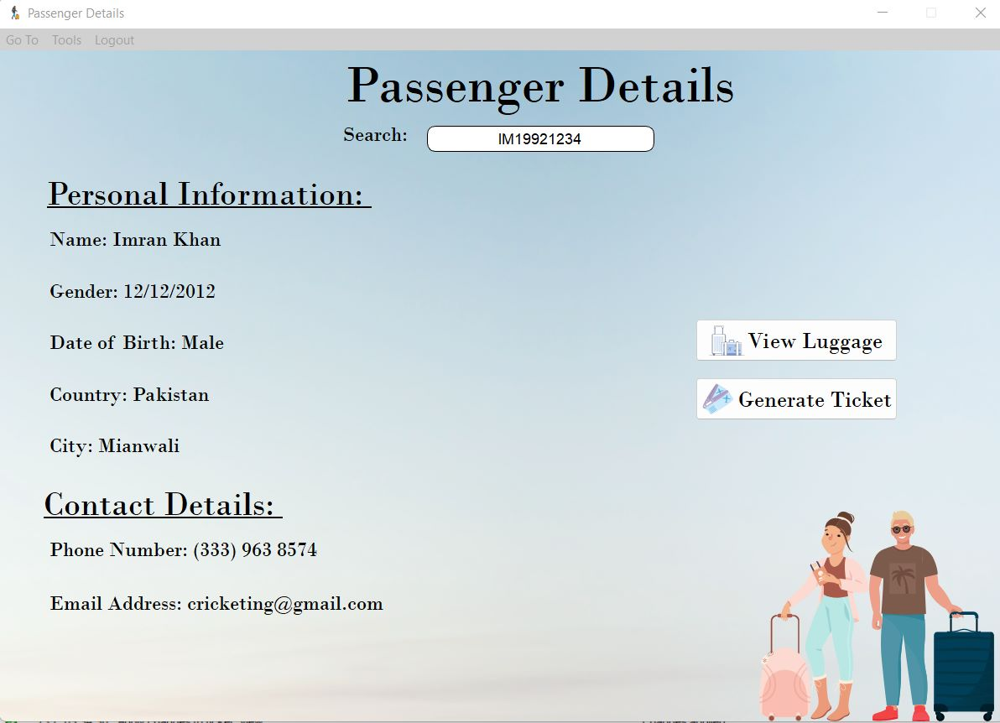 Passenger Details
Go To Tools Logout
Passenger Details
Search: IM19921234
Personal Information:
Name: Imran Khan
Gender: 12/12/2012
Date of Birth: Male
Country: Pakistan
City: Mianwali
View Luggage
Generate Ticket
Contact Details:
Phone Number: (333) 963 8574
Email Address: cricketing@gmail.com